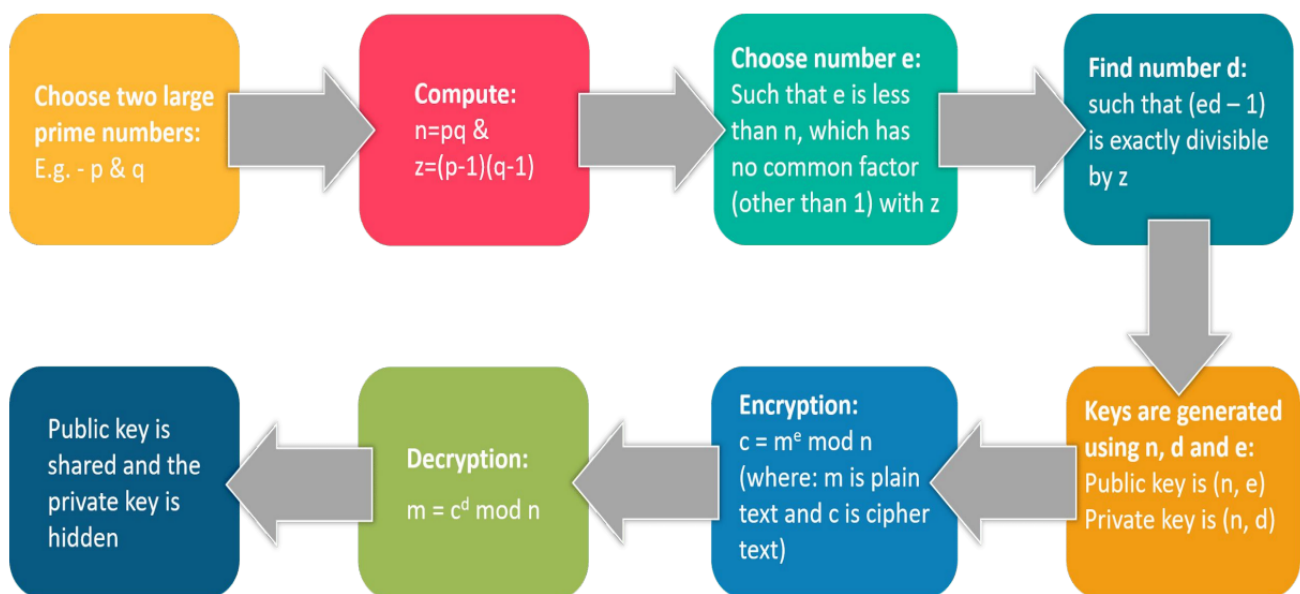 Choose two large
prime numbers:
E.g. - p & q
Compute:
n=pq &
z=(p-1)(q-1)
Choose number e:
Such that e is less
than n, which has
no common factor
(other than 1) with z
Find number d:
such that (ed – 1)
is exactly divisible
by z
Keys are generated
using n, d and e:
Public key is (n, e)
Private key is (n, d)
Encryption:
c = mᵉ mod n
(where: m is plain
text and c is cipher
text)
Decryption:
m = cᵈ mod n
Public key is
shared and the
private key is
hidden